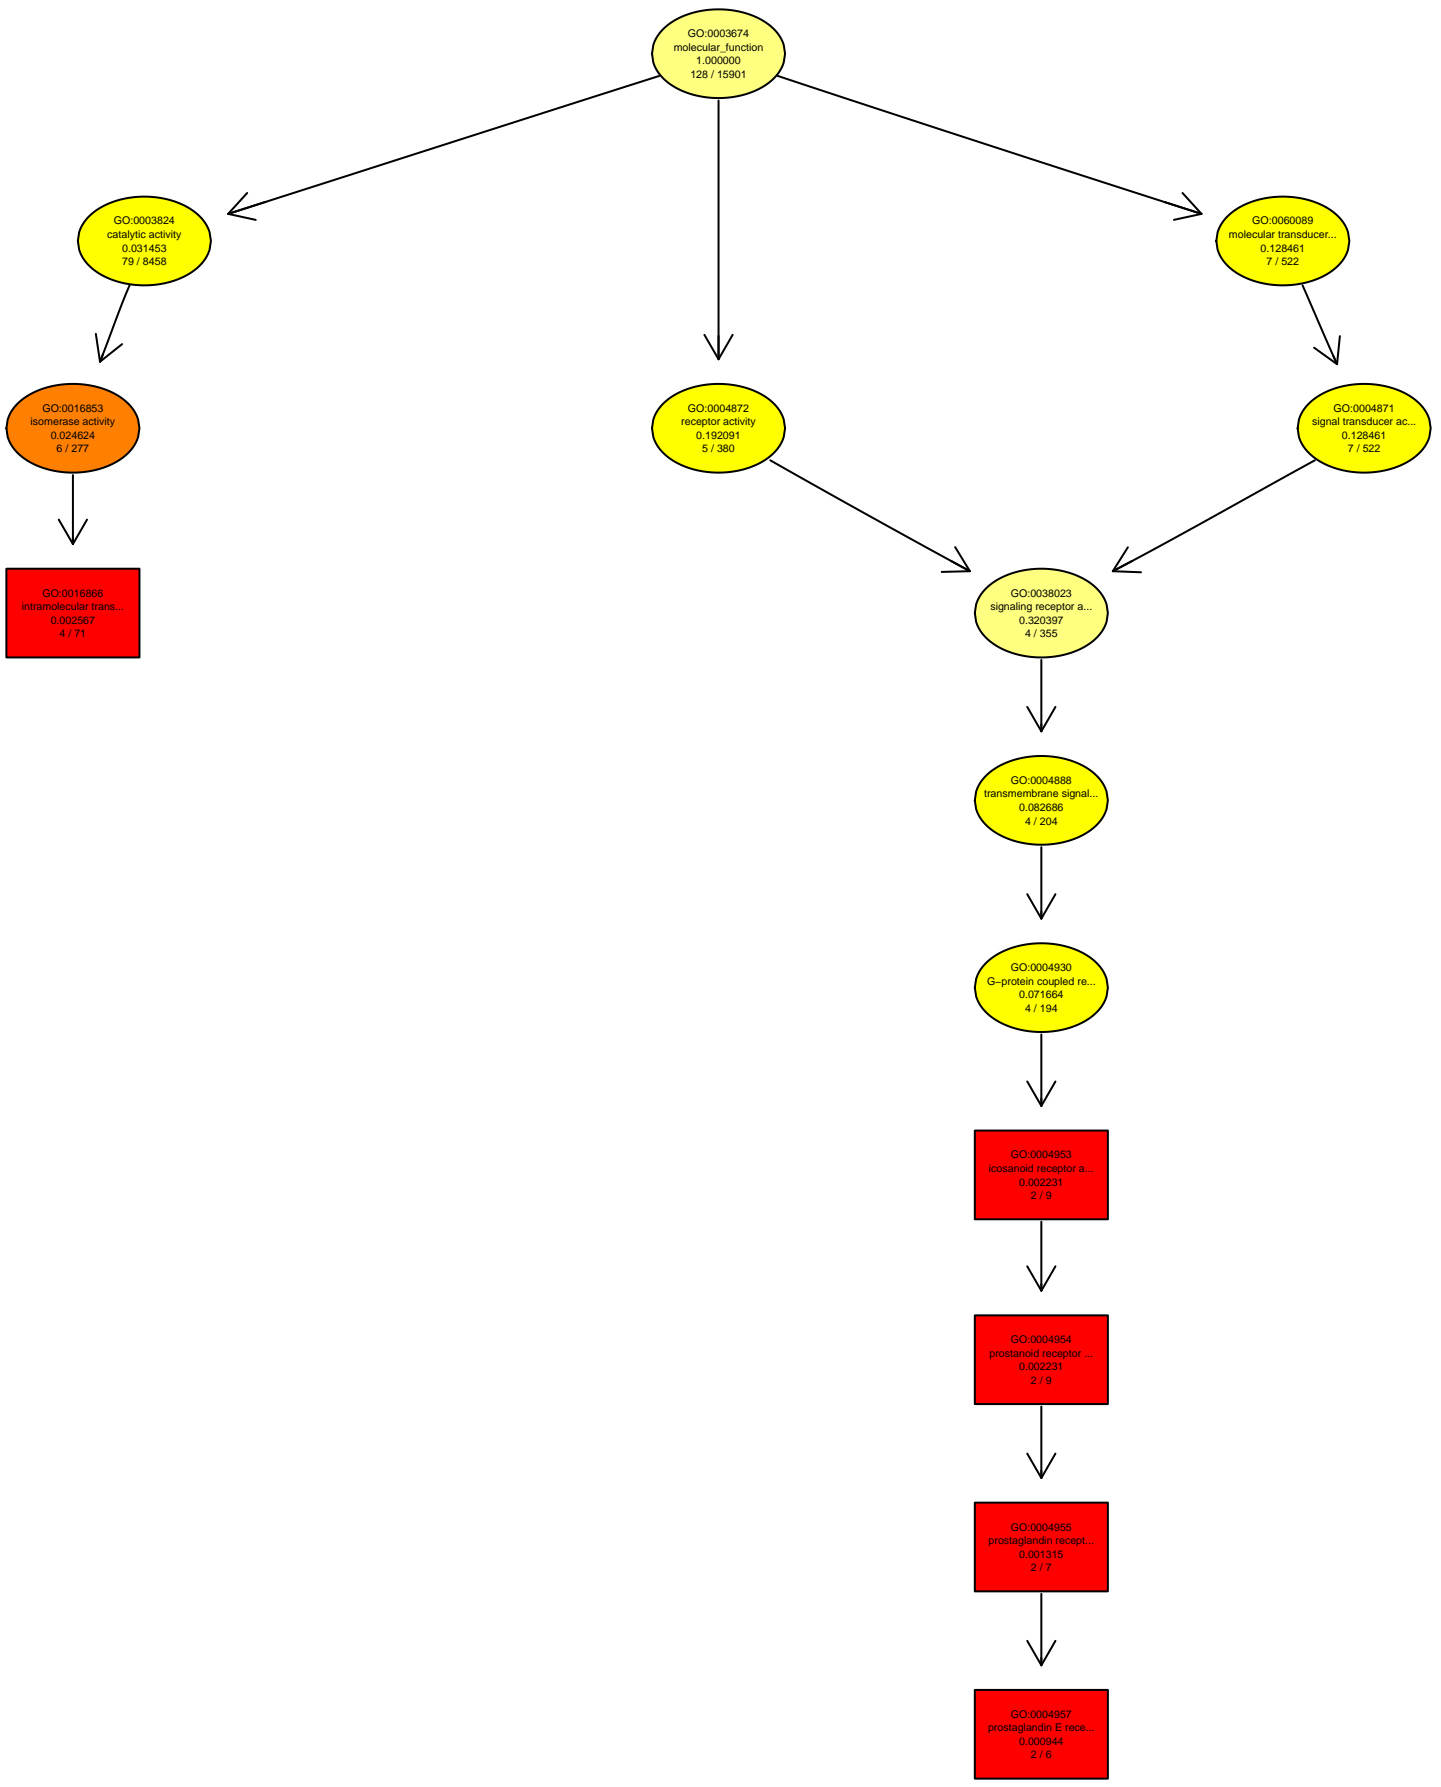 GO:0003674
molecular_function
1.000000
128 / 15901
GO:0003824
catalytic activity
0.031453
79 / 8458
GO:0060089
molecular transducer...
0.128461
7 / 522
GO:0016853
isomerase activity
0.024624
6 / 277
GO:0004872
receptor activity
0.192091
5 / 380
GO:0004871
signal transducer ac...
0.128461
7 / 522
GO:0016866
intramolecular trans...
0.002567
4 / 71
GO:0038023
signaling receptor a...
0.320397
4 / 355
GO:0004888
transmembrane signal...
0.082686
4 / 204
GO:0004930
G−protein coupled re...
0.071664
4 / 194
GO:0004953
icosanoid receptor a...
0.002231
2 / 9
GO:0004954
prostanoid receptor ...
0.002231
2 / 9
GO:0004955
prostaglandin recept...
0.001315
2 / 7
GO:0004957
prostaglandin E rece...
0.000944
2 / 6